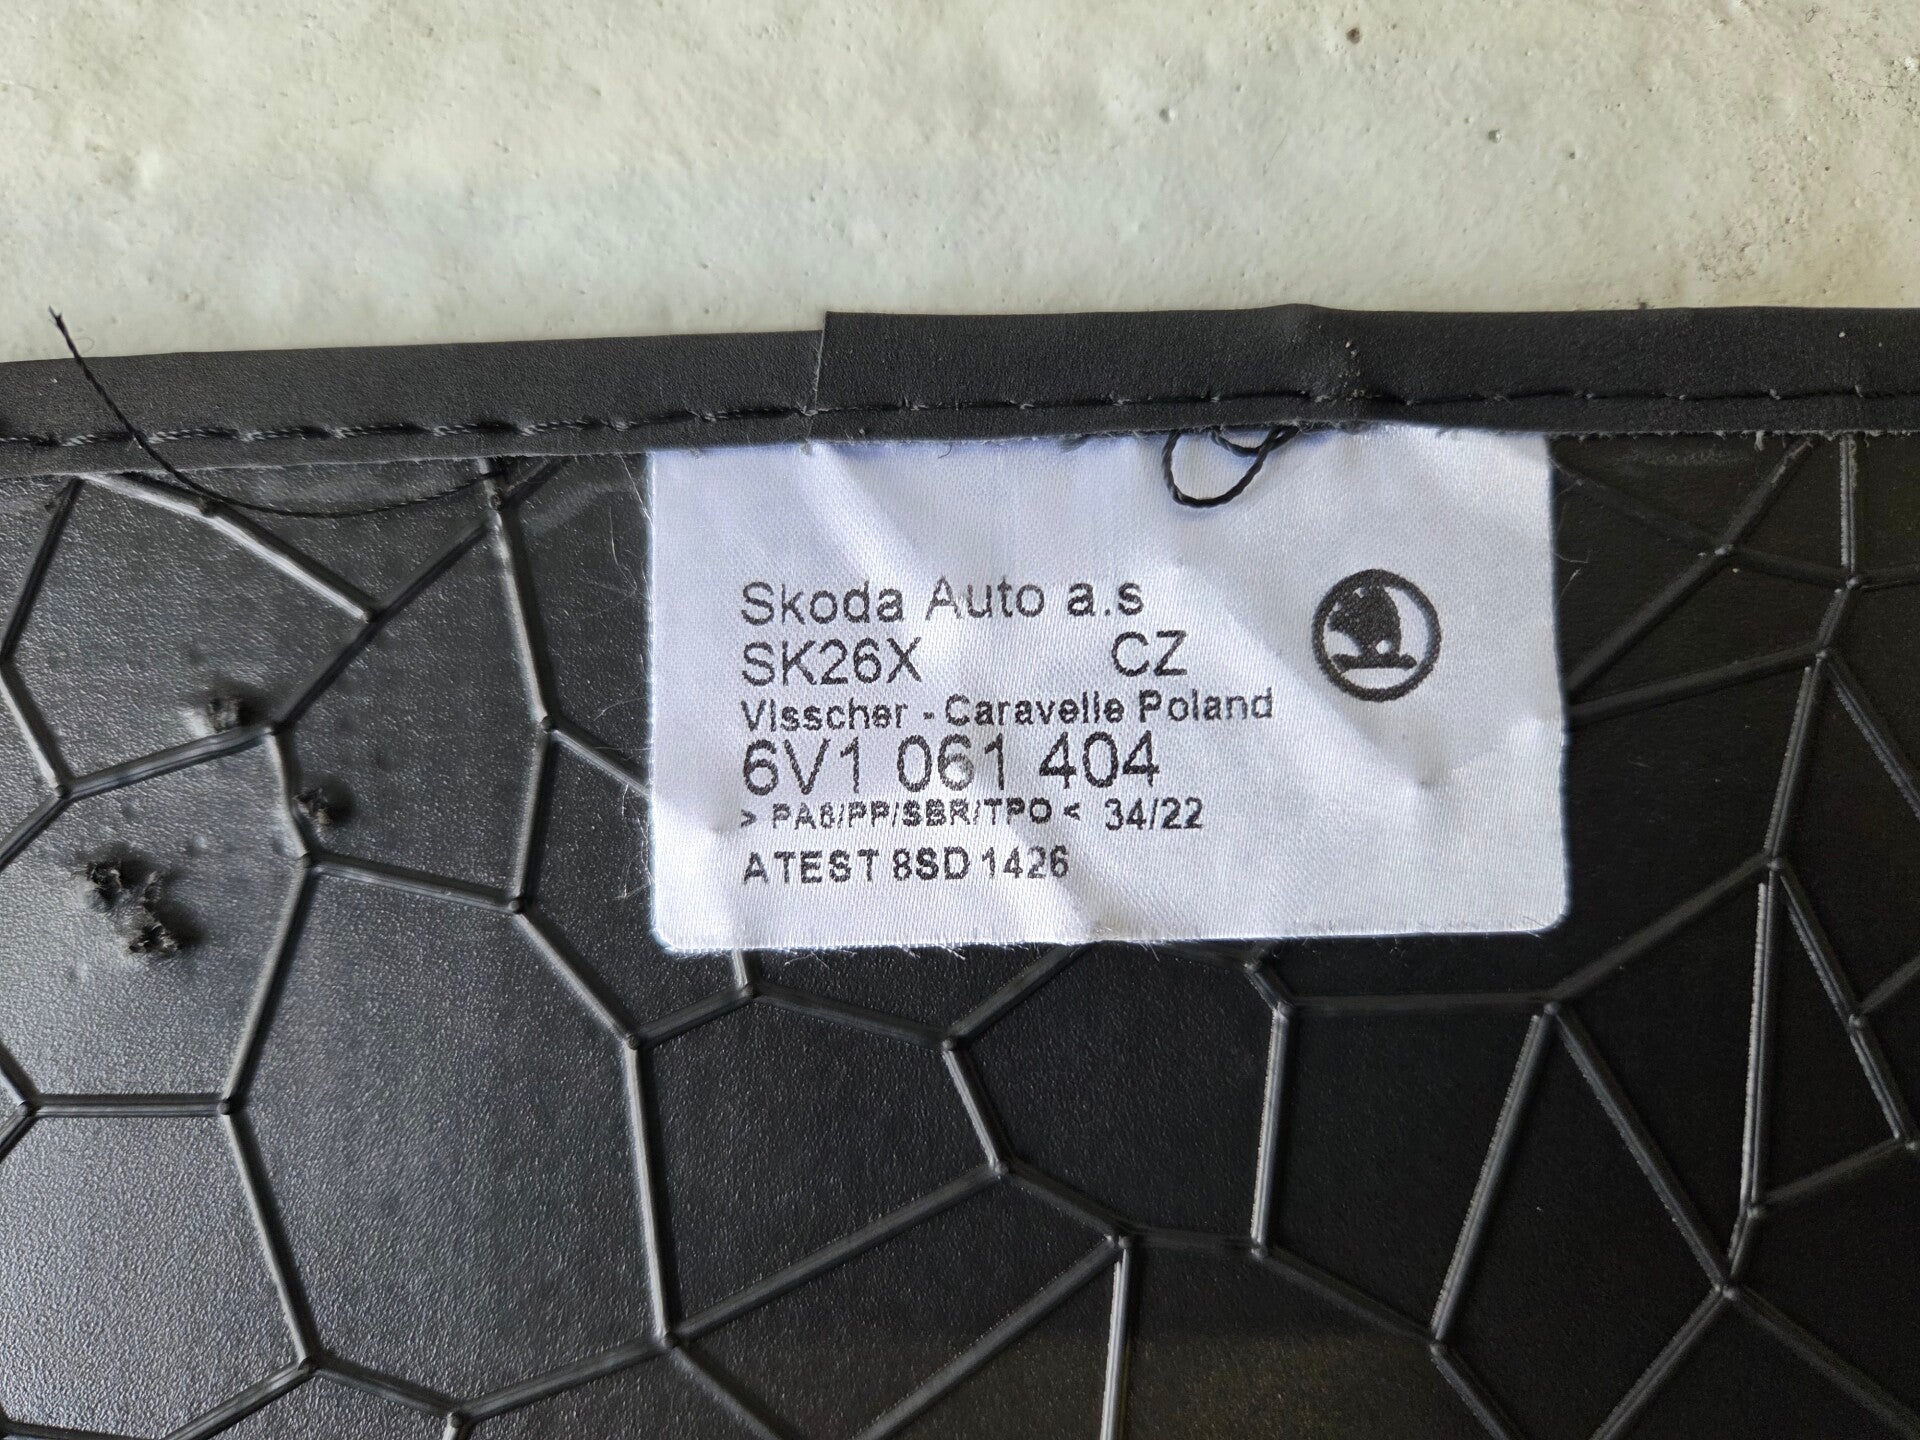 Skoda Auto a.s
SK26X CZ
Visscher - Caravelle Poland
6V1 061 404
> PA6/PP/SBR/TPO < 34/22
ATEST 8SD 1426